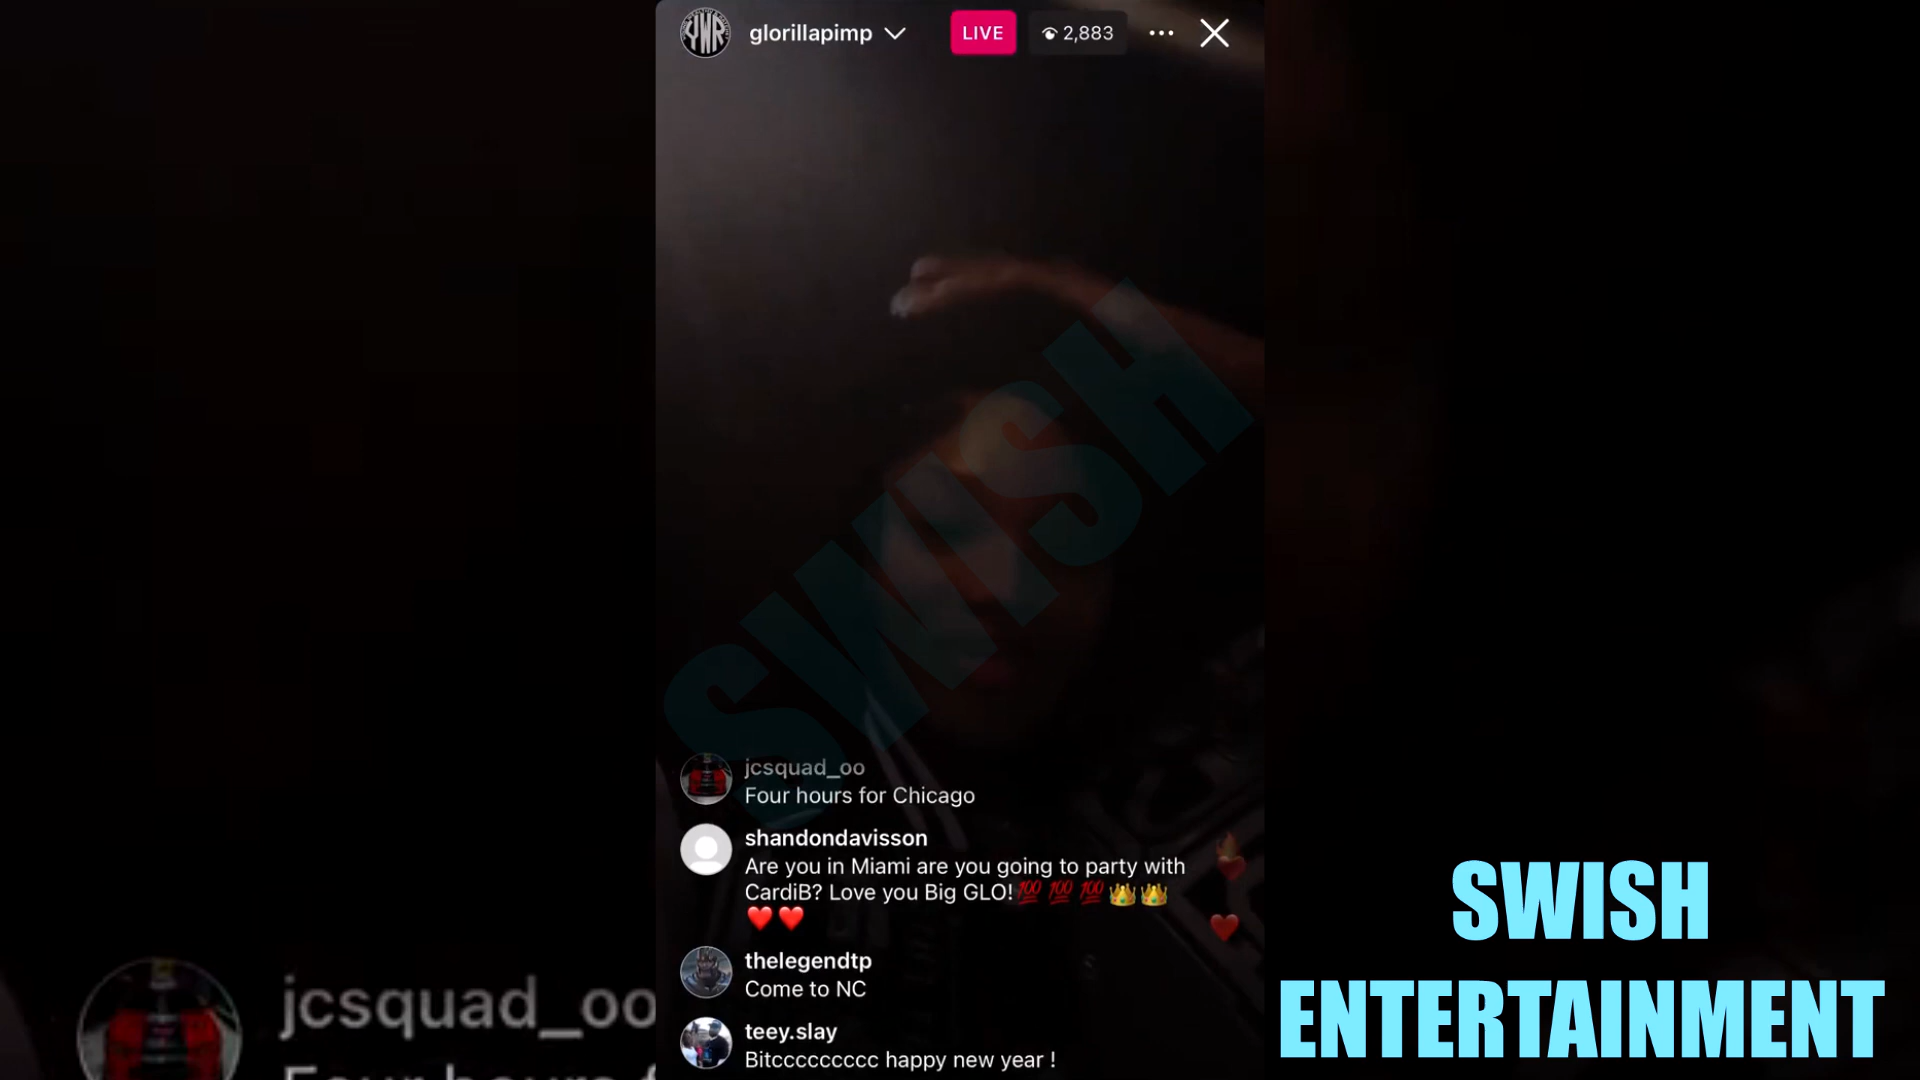 YWR
glorillapimp
LIVE
2,883
SWISH
jcsquad_oo
Four hours for Chicago
shandondavisson
Are you in Miami are you going to party with
CardiB? Love you Big GLO!💯💯💯👑👑
❤️❤️
thelegendtp
Come to NC
teey.slay
Bitcccccccccc happy new year !
jcsquad_oo
SWISH
ENTERTAINMENT